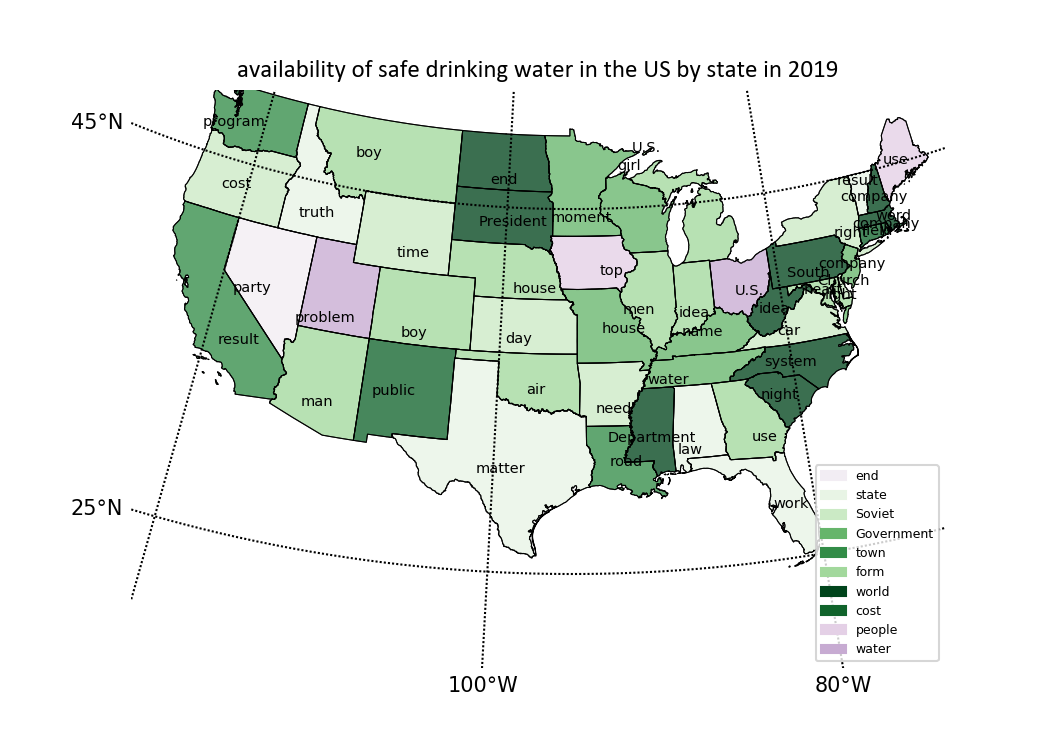 availability of safe drinking water in the US by state in 2019
45°N
25°N
100°W
80°W
program
cost
boy
truth
end
President
U.S.
girl
moment
time
party
problem
result
house
top
boy
day
men
house
idea
name
U.S.
idea
South
car
system
night
man
public
air
water
need
matter
Department
road
law
use
work
use
result
company
word
company
right
company
Church
right
end
state
Soviet
Government
town
form
world
cost
people
water